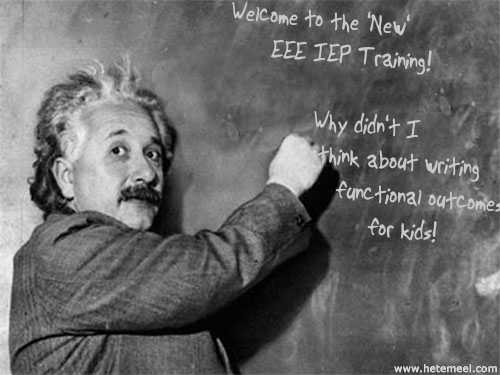 Welcome to the 'New'
EEE IEP Training!
Why didn't I
think about writing
functional outcomes
for kids!
www.hetemeel.com